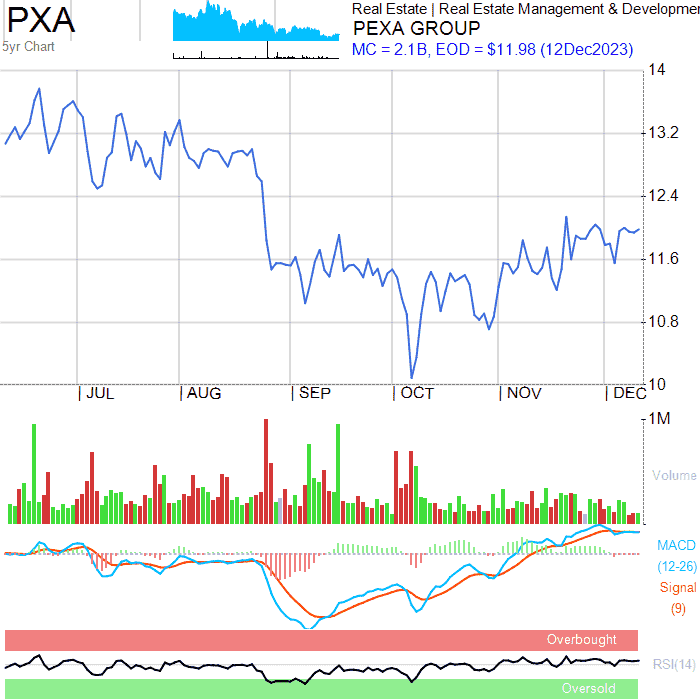 PXA
5yr Chart
Real Estate | Real Estate Management & Developmen
PEXA GROUP
MC = 2.1B, EOD = $11.98 (12Dec2023)
14
13.2
12.4
11.6
10.8
10
| JUL | AUG | SEP | OCT | NOV | DEC
1M
Volume
MACD
(12-26)
Signal
(9)
Overbought
RSI(14)
Oversold